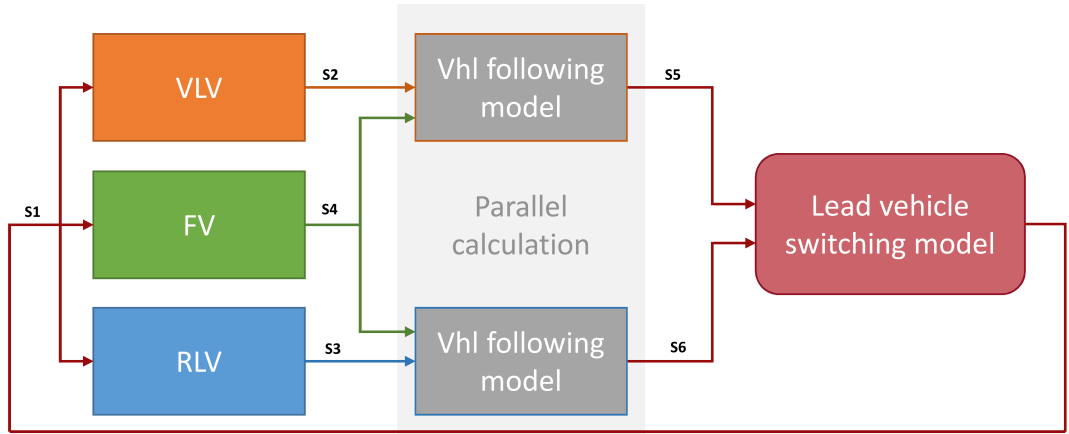 VLV
S2
Vhl following
model
S5
S1
FV
S4
Parallel
calculation
Lead vehicle
switching model
RLV
S3
Vhl following
model
S6